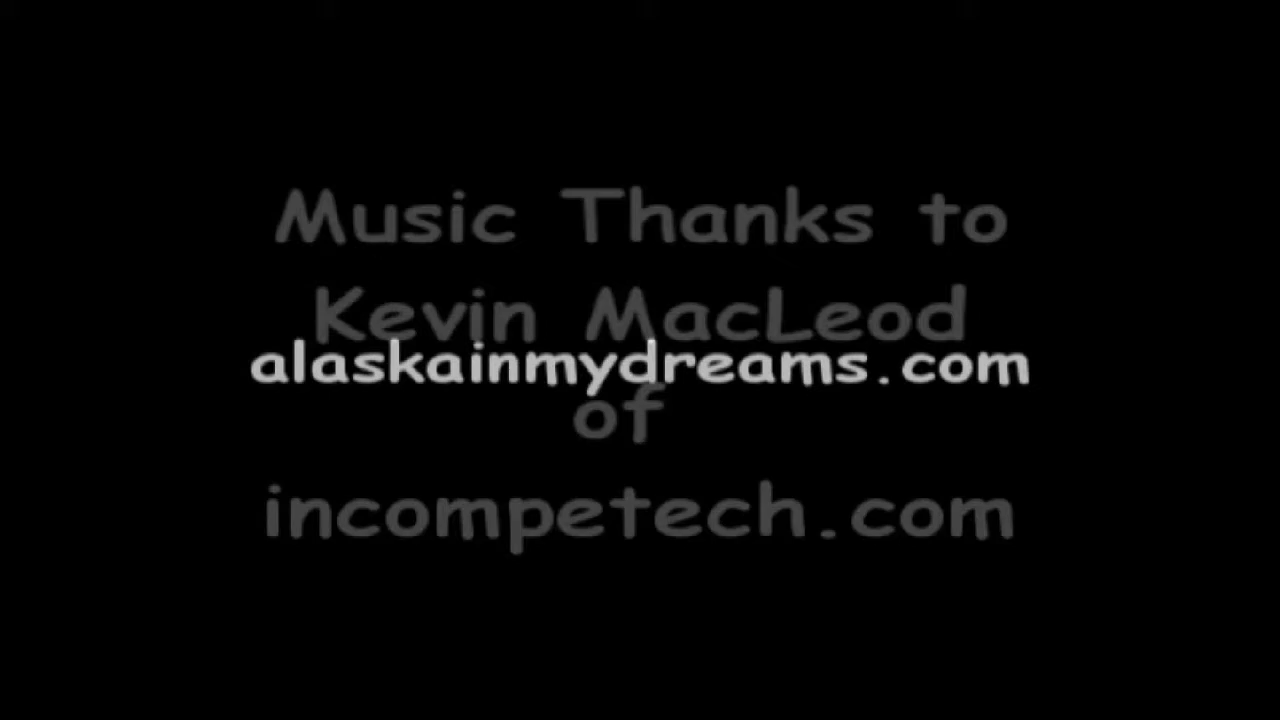 Music Thanks to
Kevin MacLeod
alaskainmydreams.com
of
incompetech.com